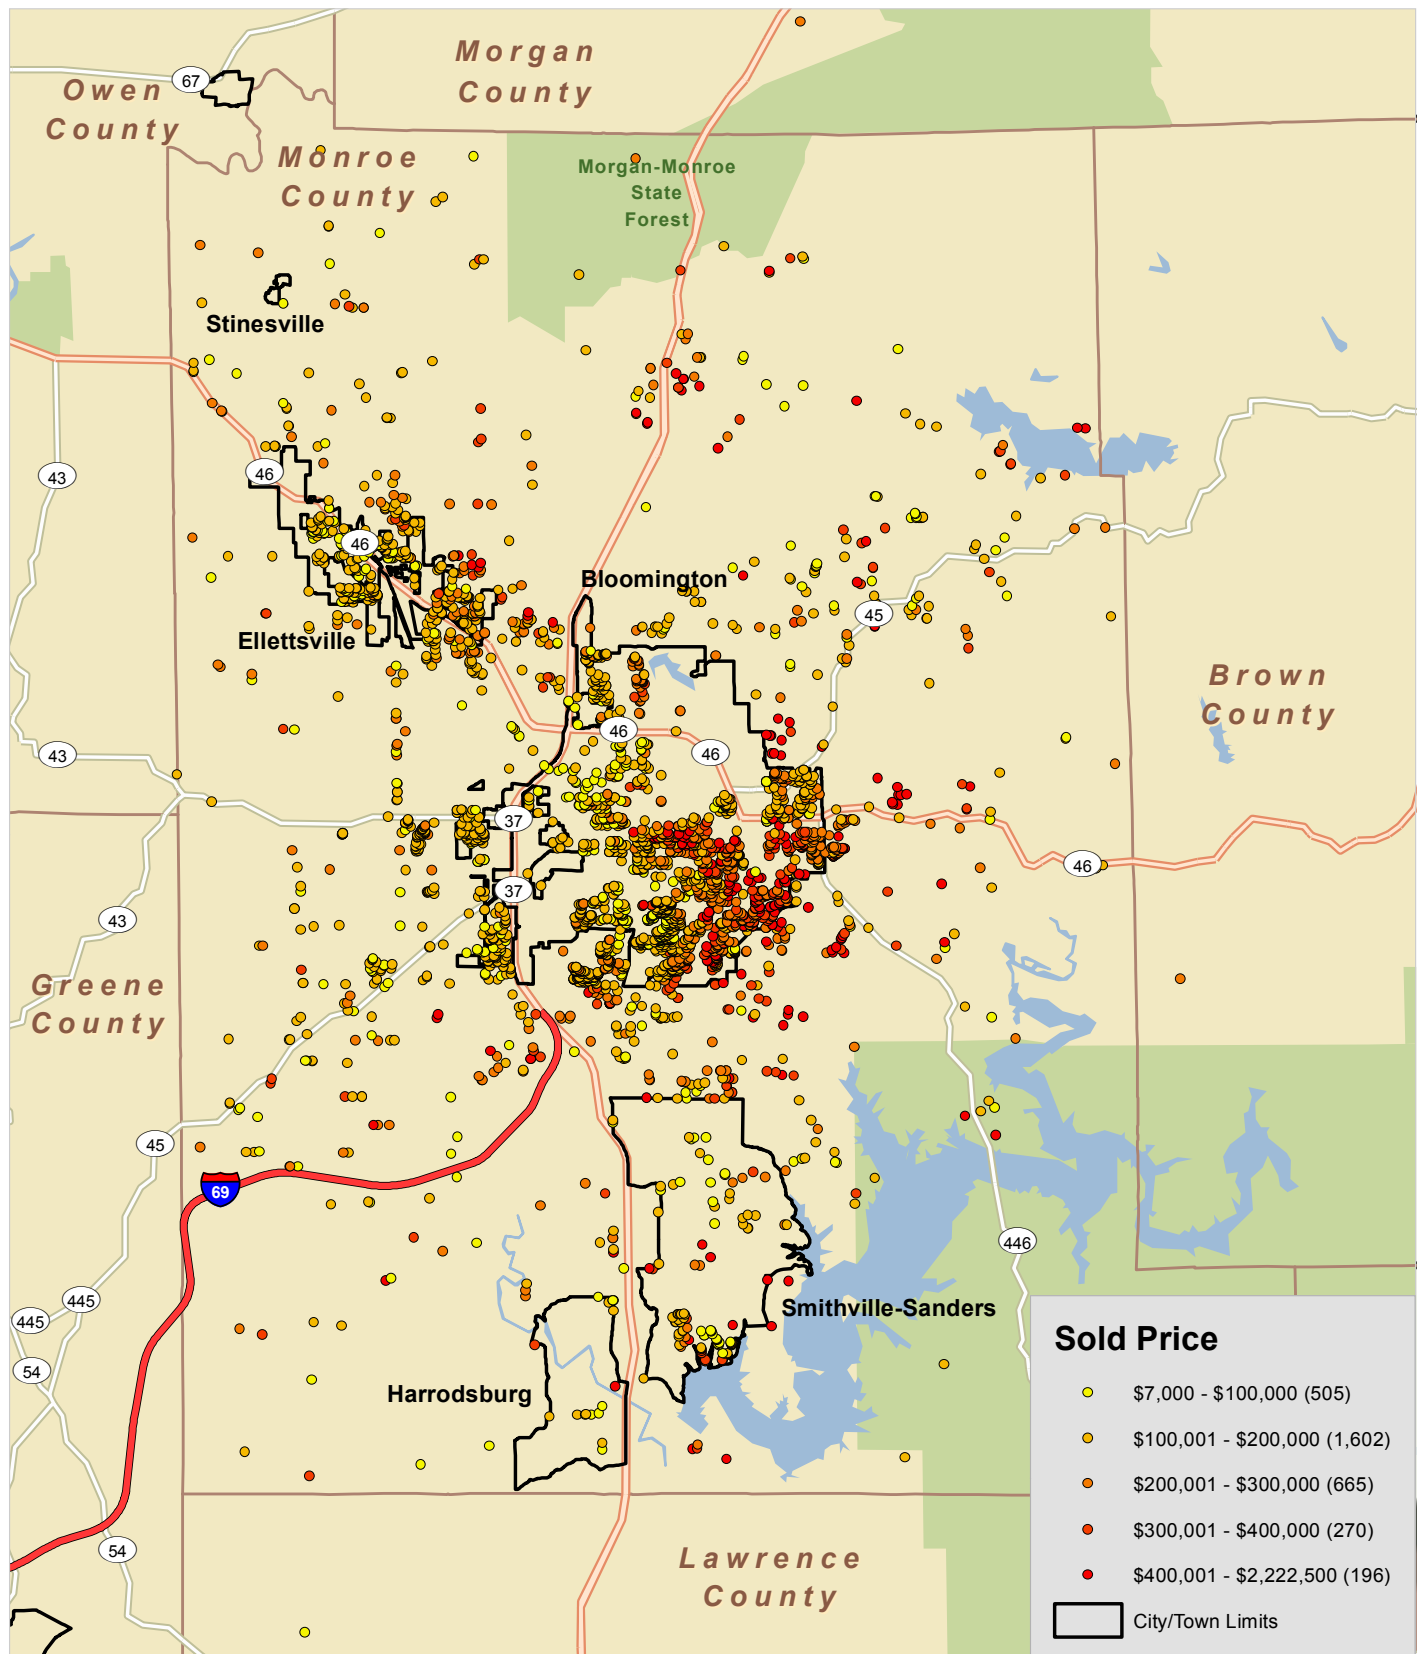 Morgan
County
67
Owen
County
Monroe
County
Morgan-Monroe
State
Forest
Stinesville
43
46
46
Bloomington
45
Ellettsville
Brown
County
46
46
43
37
46
37
43
Greene
County
45
69
446
445
445
Smithville-Sanders
54
Harrodsburg
54
Lawrence
County
Sold Price
$7,000 - $100,000 (505)
$100,001 - $200,000 (1,602)
$200,001 - $300,000 (665)
$300,001 - $400,000 (270)
$400,001 - $2,222,500 (196)
City/Town Limits